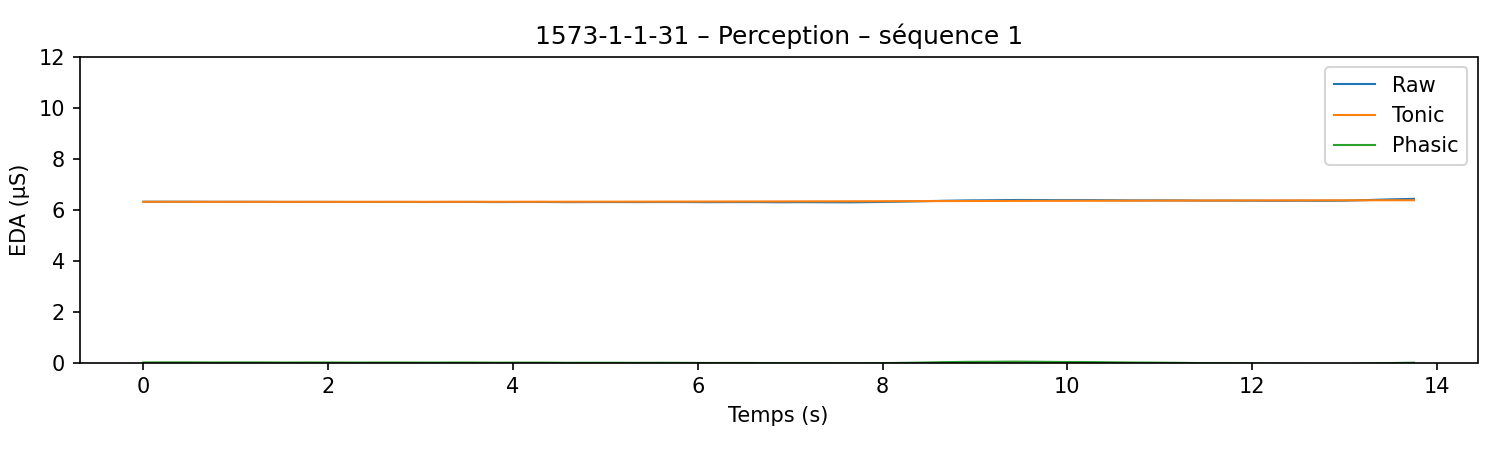 1573-1-1-31 – Perception – séquence 1
12
10
8
6
4
2
0
EDA (µS)
Raw
Tonic
Phasic
0 2 4 6 8 10 12 14
Temps (s)